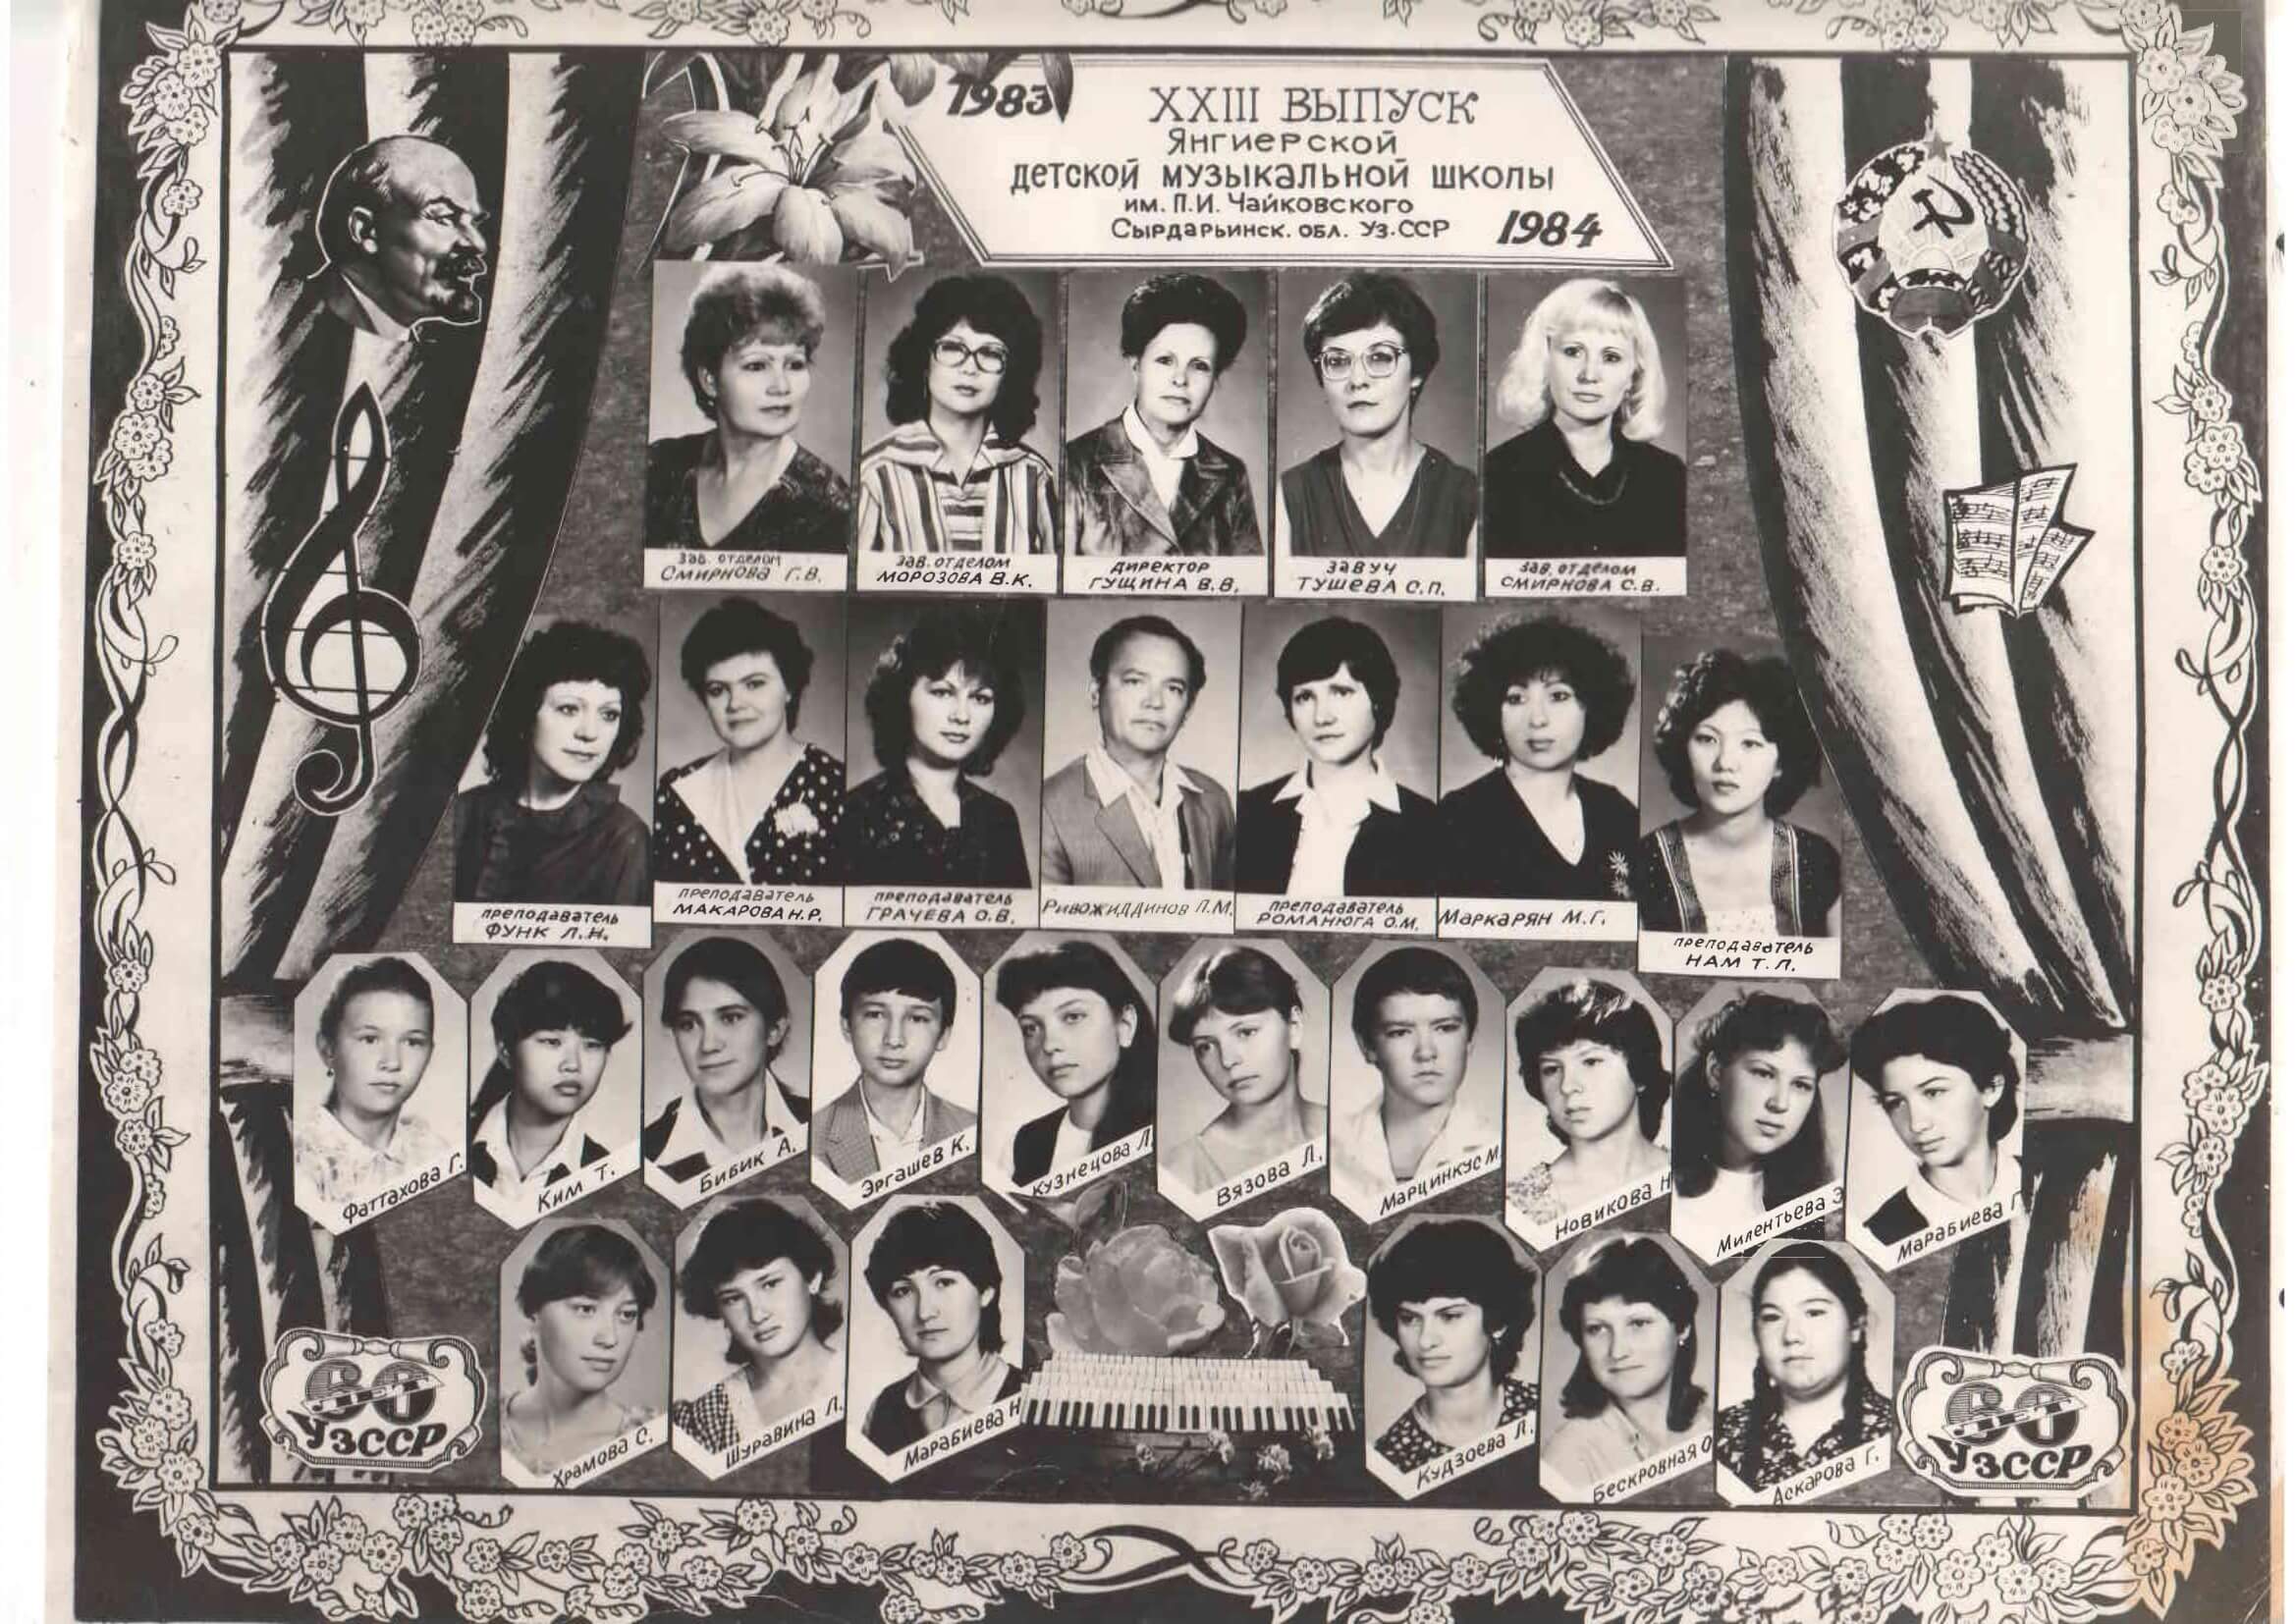 1983
XXIII ВЫПУСК
Янгиерской
детской музыкальной школы
им. П.И. Чайковского
Сырдарьинск. обл. Уз.ССР
1984
зав. отделом
Смирнова Г.В.
зав. отделом
Морозова В.К.
директор
Гущина В.В.
завуч
Тушева С.П.
зав. отделом
Смирнова С.В.
преподаватель
Функ Л.Н.
преподаватель
Макарова Н.Р.
преподаватель
Грачева О.В.
Ривожиддинов П.М.
преподаватель
Романюга О.М.
Маркарян М.Г.
преподаватель
Нам Т.Л.
Фаттахова Г.
Ким Т.
Бибик А.
Эргашев К.
Кузнецова Л
Вязова Л.
Марцинкус М
Новикова Н
Милентьева Э
Марабиева Г
Храмова С.
Шуравина Л.
Марабиева Н
Кудзоева Л.
Бескровная О
Аскарова Г.
60 лет
УзССР
60 лет
УзССР